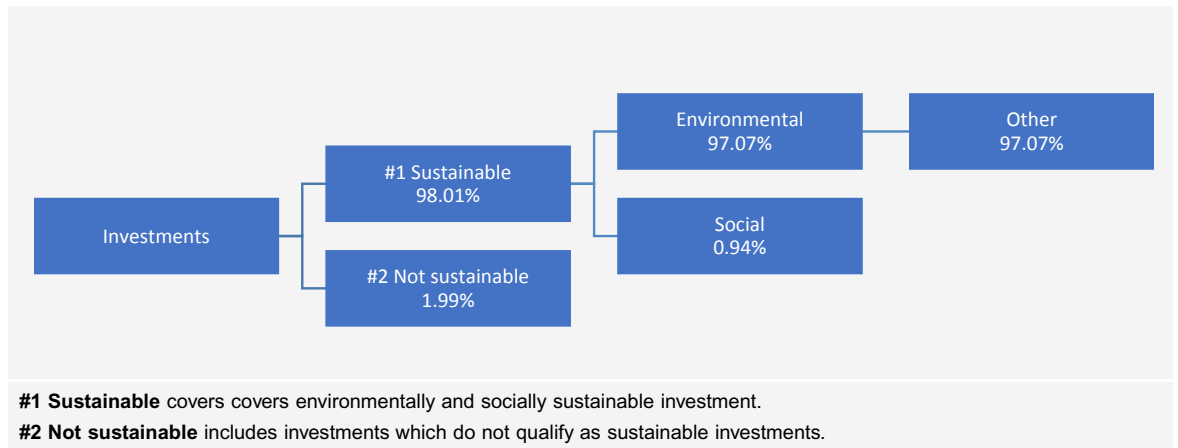 Investments
#1 Sustainable
98.01%
#2 Not sustainable
1.99%
Environmental
97.07%
Social
0.94%
Other
97.07%
#1 Sustainable covers covers environmentally and socially sustainable investment.
#2 Not sustainable includes investments which do not qualify as sustainable investments.